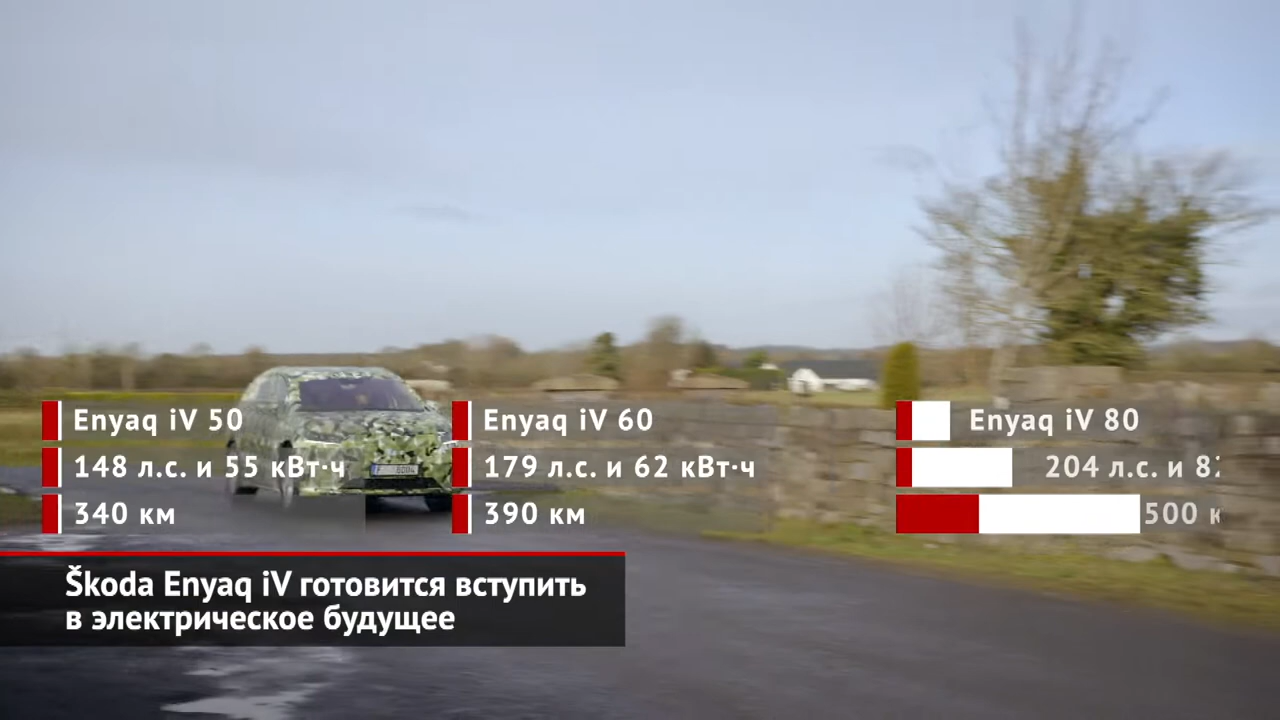 Enyaq iV 50
148 л.с. и 55 кВт·ч
340 км
Enyaq iV 60
179 л.с. и 62 кВт·ч
390 км
Enyaq iV 80
204 л.с. и
500
Škoda Enyaq iV готовится вступить
в электрическое будущее